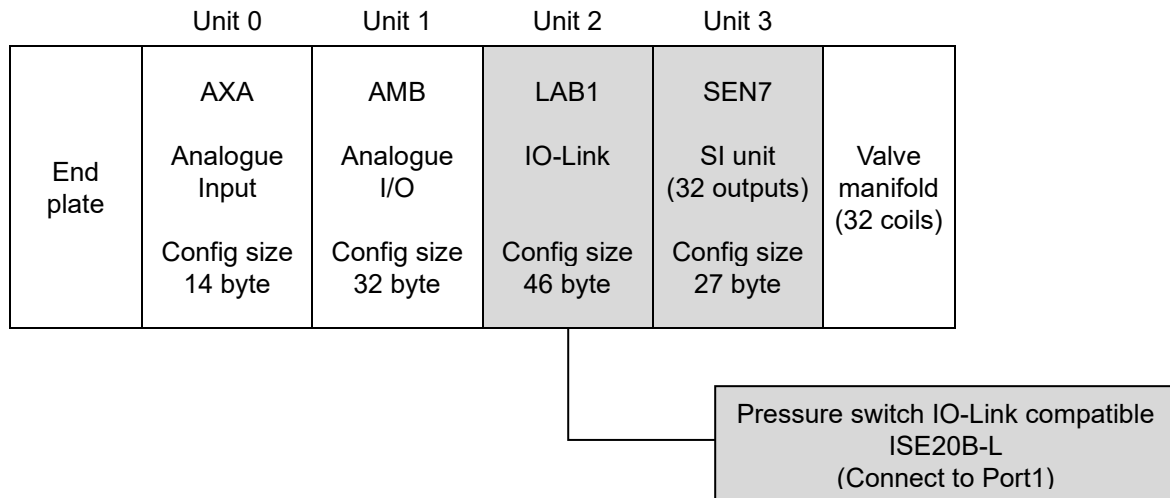 Unit 0
Unit 1
Unit 2
Unit 3
End
plate
AXA
Analogue
Input
Config size
14 byte
AMB
Analogue
I/O
Config size
32 byte
LAB1
IO-Link
Config size
46 byte
SEN7
SI unit
(32 outputs)
Config size
27 byte
Valve
manifold
(32 coils)
Pressure switch IO-Link compatible
ISE20B-L
(Connect to Port1)